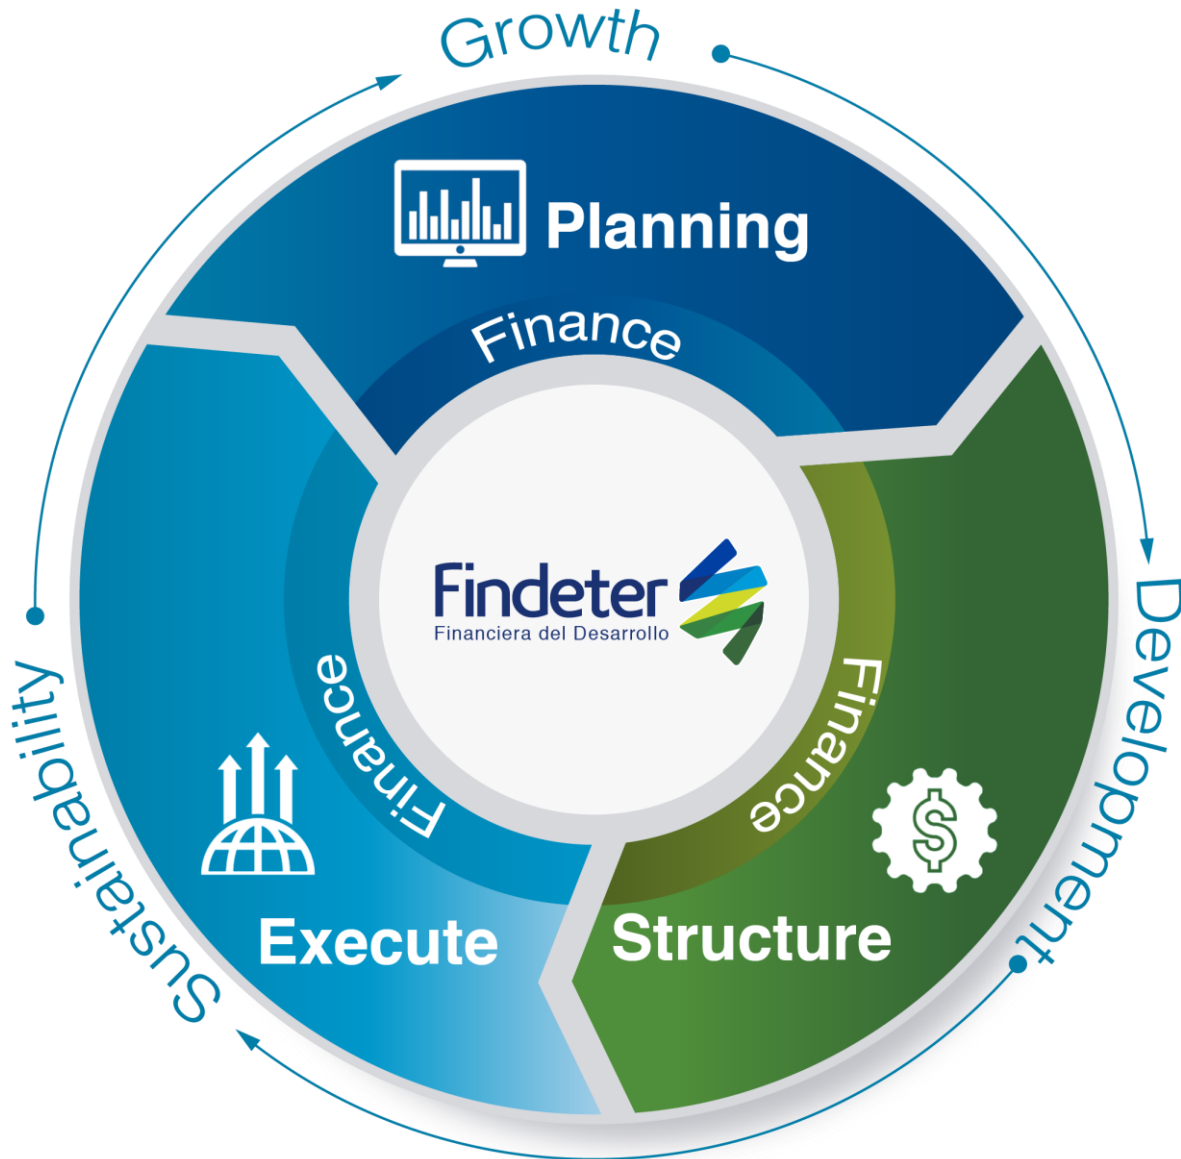 Growth
Planning
Finance
Findeter
Financiera del Desarrollo
Finance
Finance
Development
Sustainability
Execute
Structure